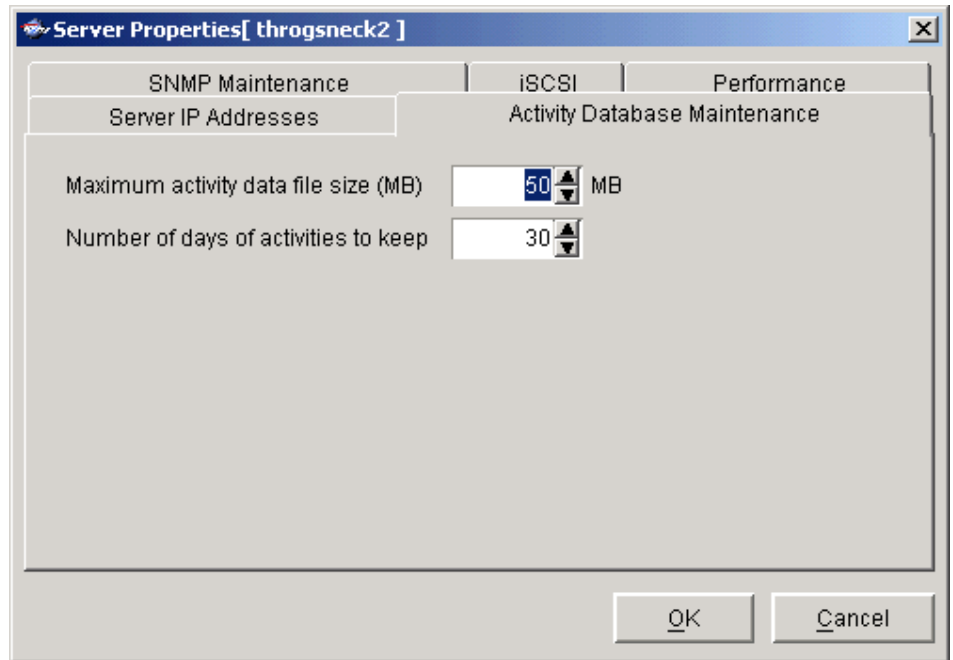 Server Properties[ throgsneck2 ]
SNMP Maintenance iSCSI Performance
Server IP Addresses Activity Database Maintenance
Maximum activity data file size (MB) 50 MB
Number of days of activities to keep 30
OK Cancel